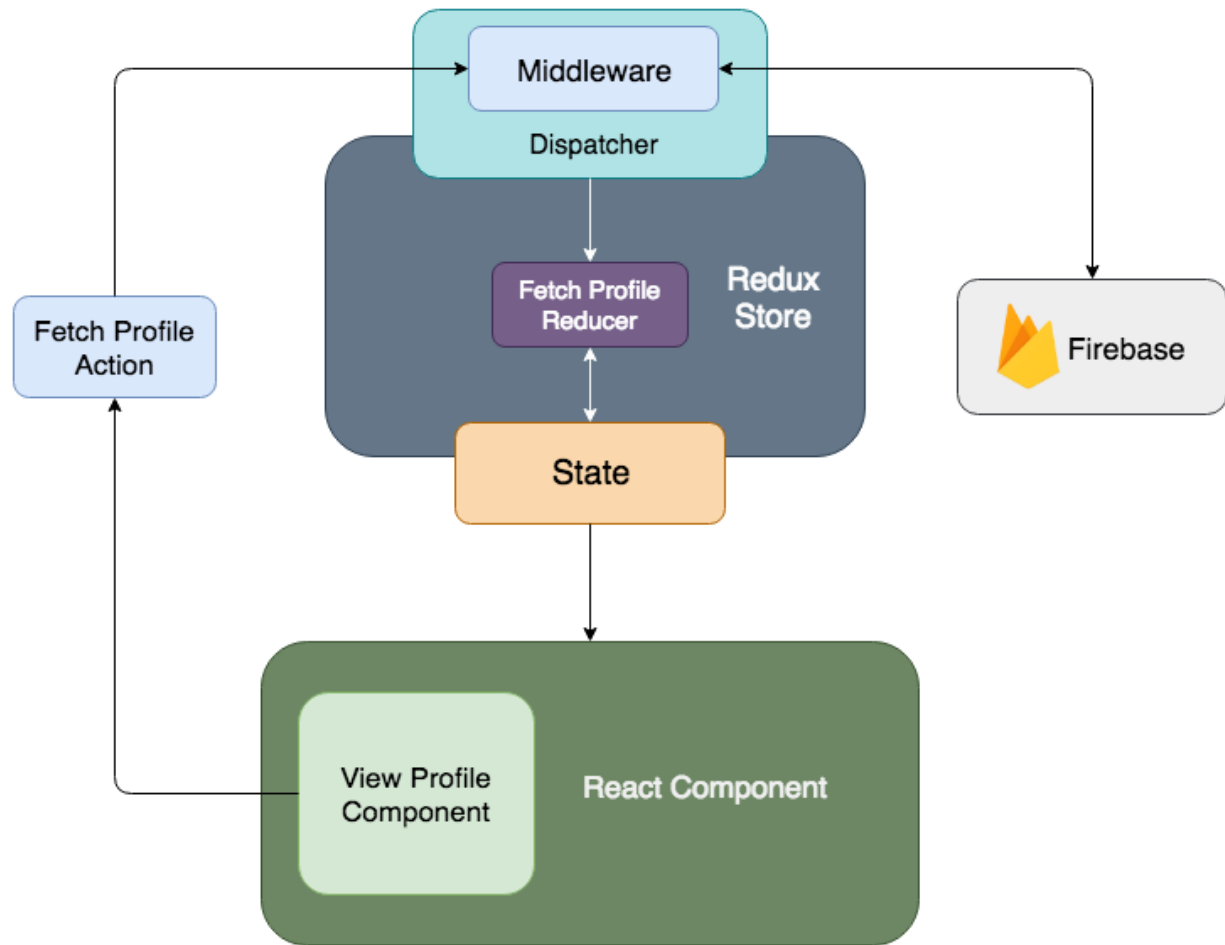 Middleware
Dispatcher
Fetch Profile
Reducer
Redux
Store
Fetch Profile
Action
Firebase
State
View Profile
Component
React Component